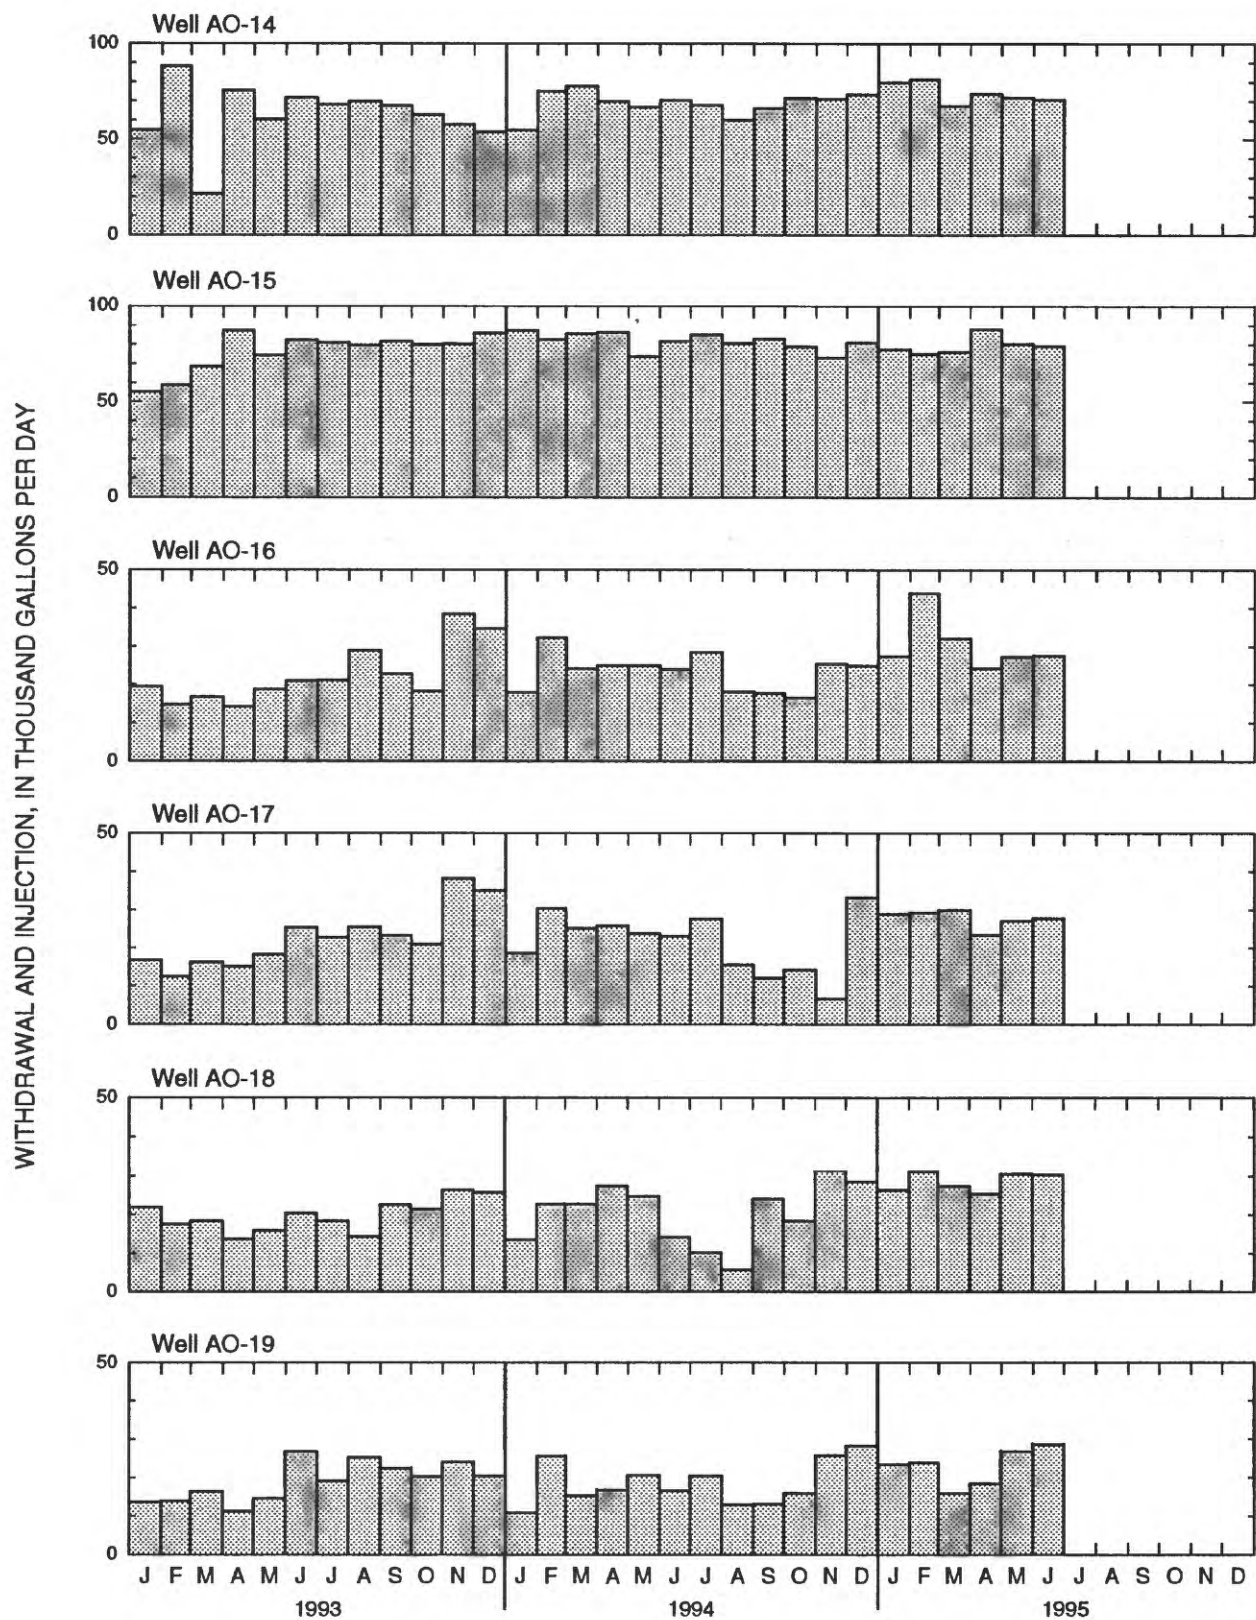 WITHDRAWAL AND INJECTION, IN THOUSAND GALLONS PER DAY
Well AO-14
100
50
0
Well AO-15
100
50
0
Well AO-16
50
0
Well AO-17
50
0
Well AO-18
50
0
Well AO-19
50
0
J F M A M J J A S O N D J F M A M J J A S O N D J F M A M J J A S O N D
1993 1994 1995